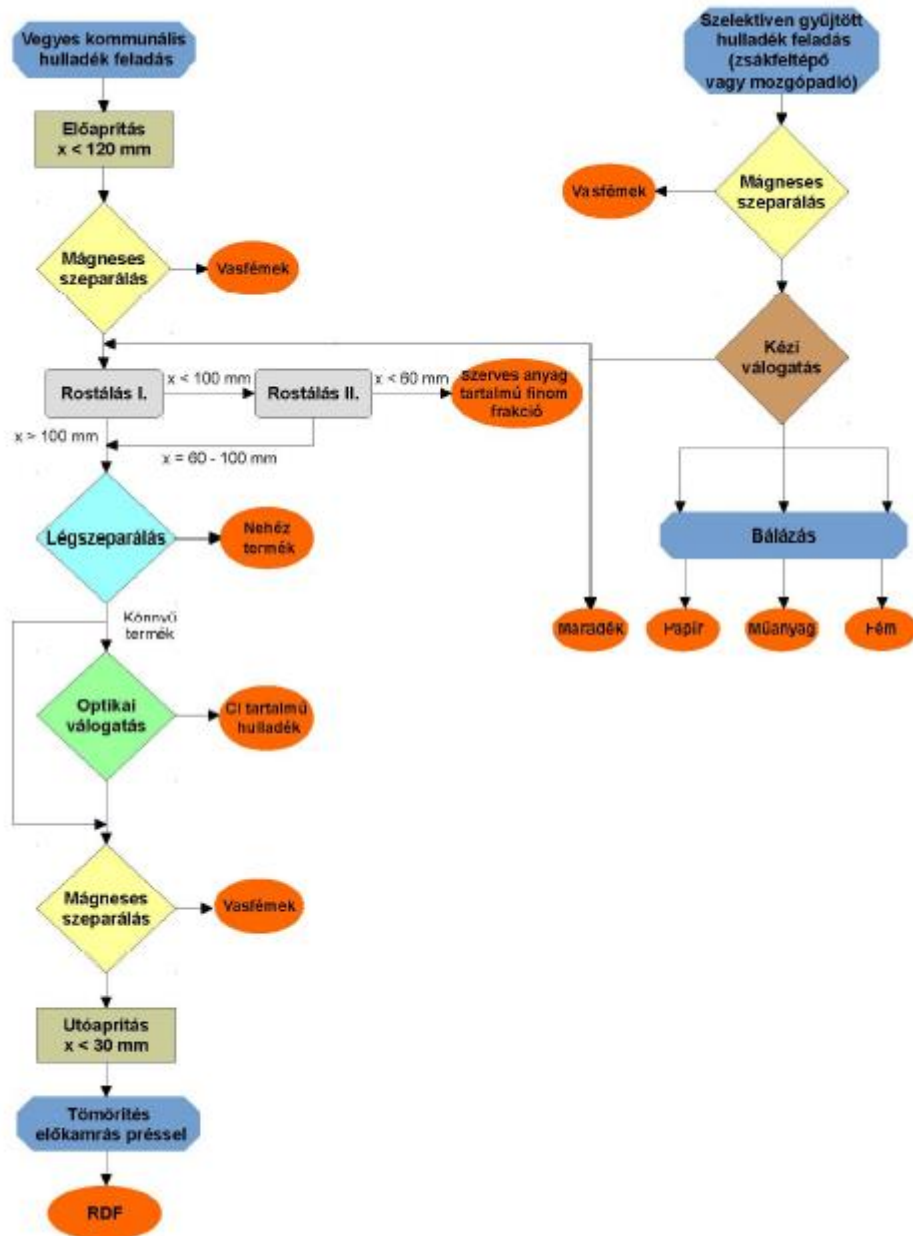 Vegyes kommunális
hulladék feladás
Előaprítás
x < 120 mm
Mágneses
szeparálás
Vasfémek
Rostálás I.
x < 100 mm
Rostálás II.
x < 60 mm
Szerves anyag
tartalmú finom
frakció
x > 100 mm
x = 60 - 100 mm
Légszeparálás
Nehéz
termék
Könnyű
termék
Optikai
válogatás
Cl tartalmú
hulladék
Mágneses
szeparálás
Vasfémek
Utóaprítás
x < 30 mm
Tömörítés
előkamrás préssel
RDF
Szelektíven gyűjtött
hulladék feladás
(zsákfeltépő
vagy mozgópadló)
Mágneses
szeparálás
Vasfémek
Kézi
válogatás
Bálázás
Maradék
Papír
Műanyag
Fém